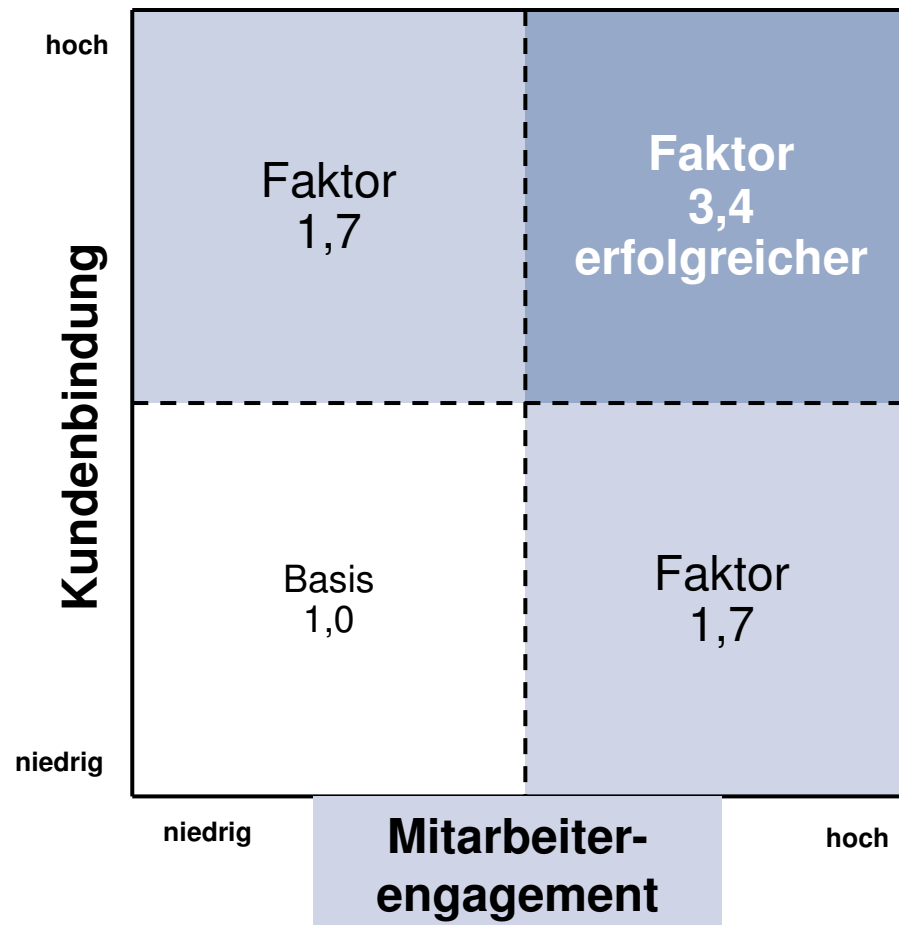 hoch
Faktor
1,7
Faktor
3,4
erfolgreicher
Kundenbindung
Basis
1,0
Faktor
1,7
niedrig
niedrig
Mitarbeiter-
engagement
hoch